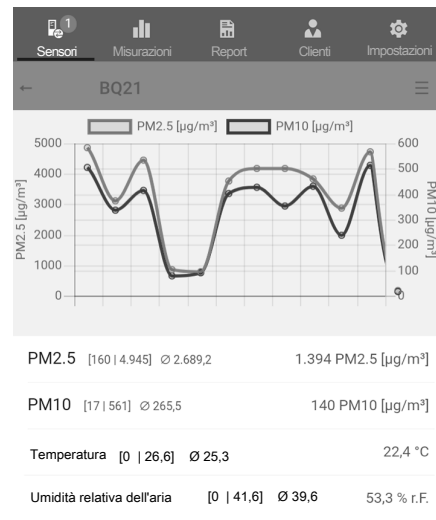 1
Sensori Misurazioni Report Clienti Impostazioni
← BQ21 ☰
PM2.5 [µg/m³] PM10 [µg/m³]
5000 600
500
4000 400
3000 300
2000 200
1000 100
0 0
PM2.5 [µg/m³]
PM10 [µg/m³]
PM2.5 [160 | 4.945] Ø 2.689,2 1.394 PM2.5 [µg/m³]
PM10 [17 | 561] Ø 265,5 140 PM10 [µg/m³]
Temperatura [0 | 26,6] Ø 25,3 22,4 °C
Umidità relativa dell'aria [0 | 41,6] Ø 39,6 53,3 % r.F.